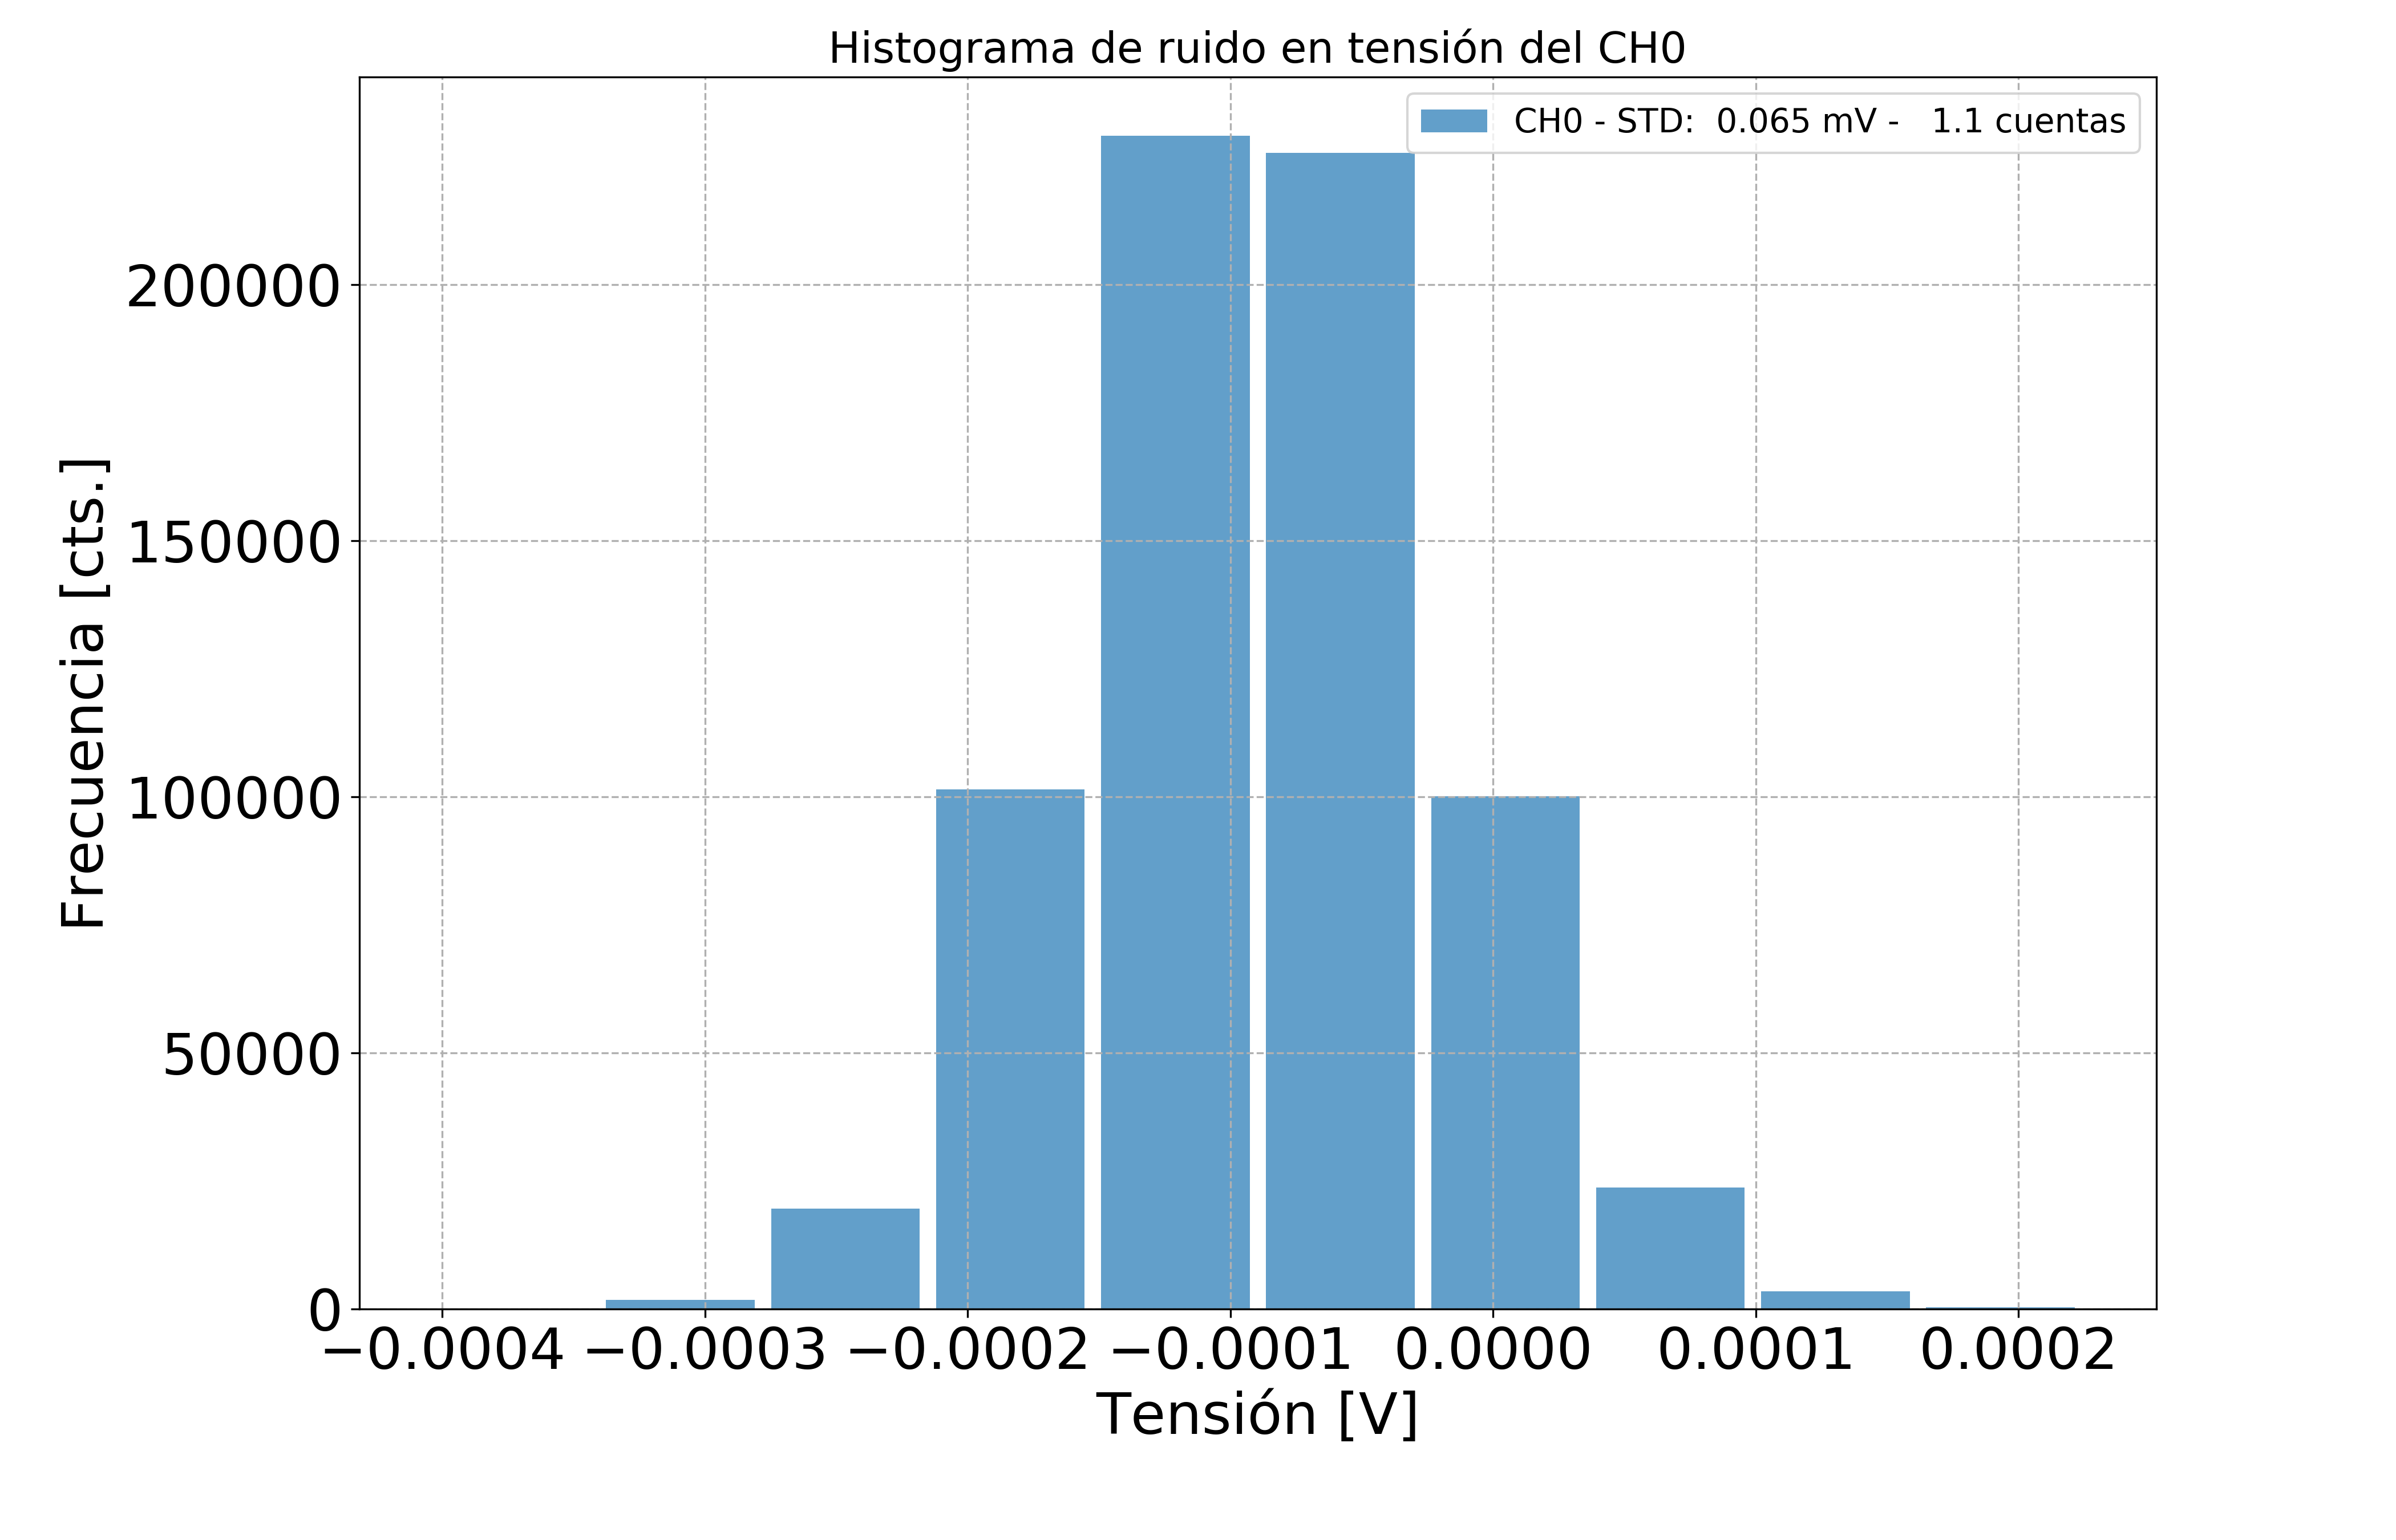 Histograma de ruido en tensión del CH0
CH0 - STD:  0.065 mV -   1.1 cuentas
Frecuencia [cts.]
200000
150000
100000
50000
0
−0.0004 −0.0003 −0.0002 −0.0001 0.0000 0.0001 0.0002
Tensión [V]